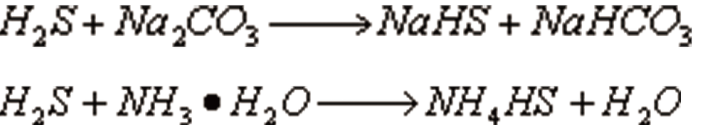 H₂S + Na₂CO₃ ⟶ NaHS + NaHCO₃
H₂S + NH₃ • H₂O ⟶ NH₄HS + H₂O